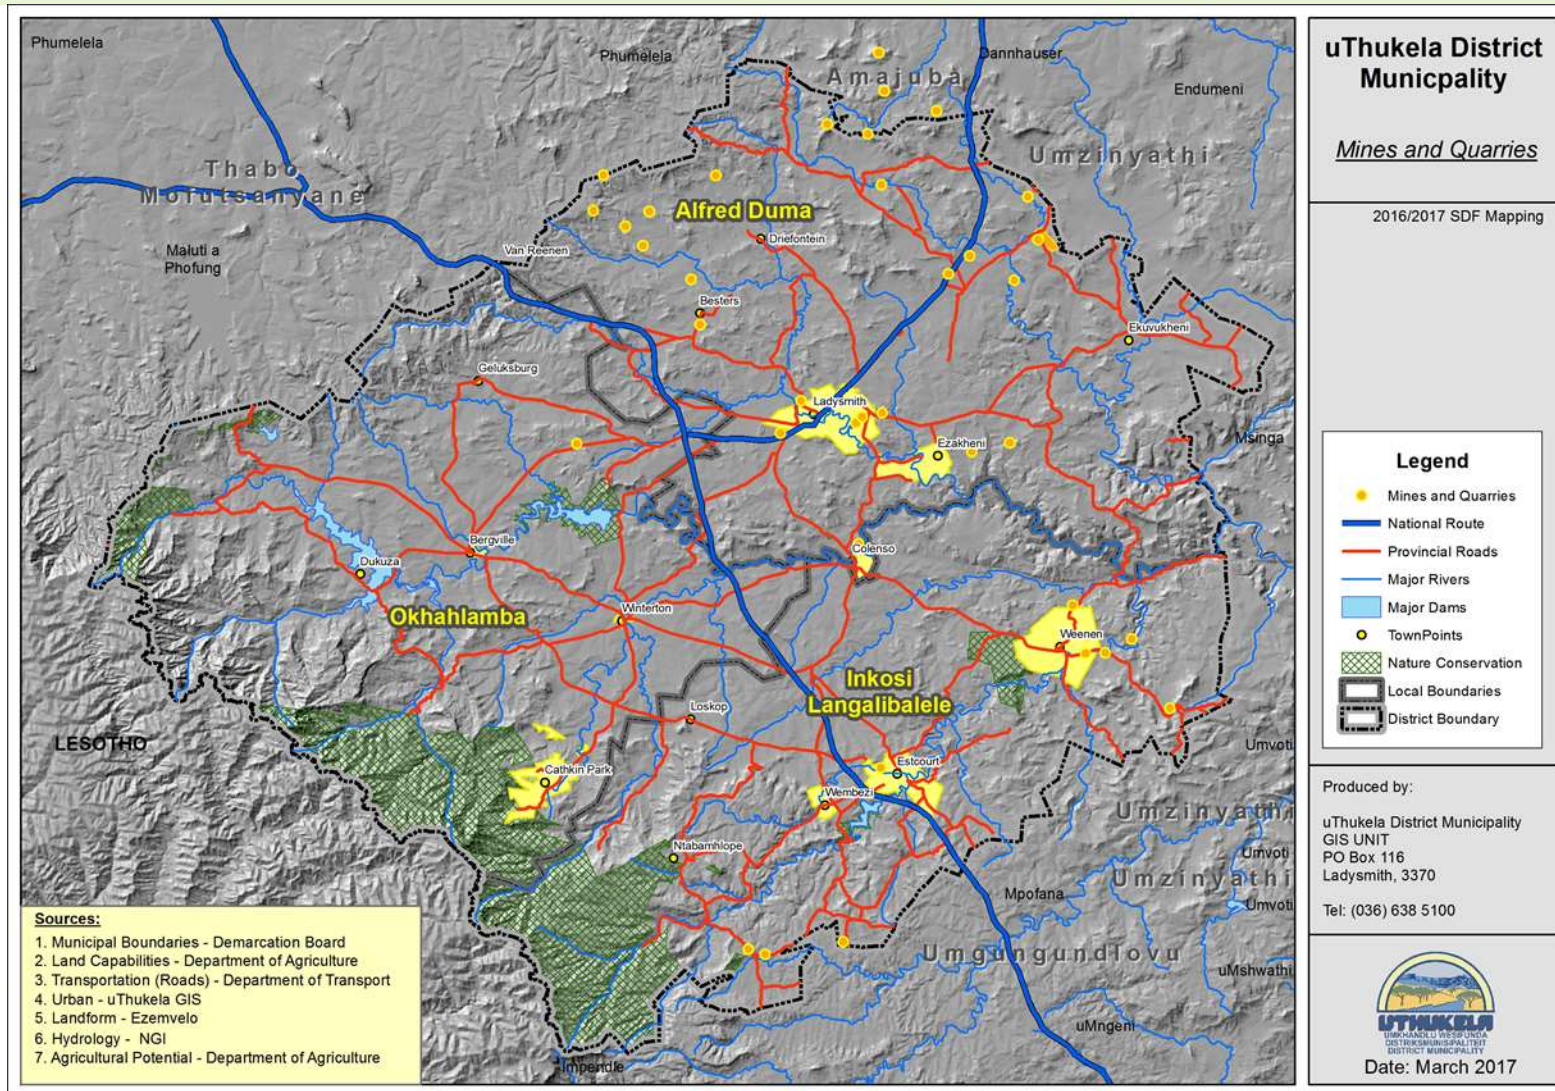 Phumelela
Phumelela
Dannhauser
Amajuba
Endumeni
Umzinyathi
Thabo
Mofutsanyane
Alfred Duma
Driefontein
Van Reenen
Maluti a
Phofung
Besters
Ekuvukheni
Geluksburg
Ladysmith
Msinga
Ezakheni
Bergville
Colenso
Dukuza
Okhahlamba
Winterton
Weenen
Inkosi
Langalibalele
Loskop
LESOTHO
Umvoti
Estcourt
Cathkin Park
Wembezi
Umzinyathi
Umvoti
Ntabamhlope
Umzinyathi
Mpofana
Umvoti
Umgungundlovu
uMshwathi
uMngeni
Impendle
Sources:
1. Municipal Boundaries - Demarcation Board
2. Land Capabilities - Department of Agriculture
3. Transportation (Roads) - Department of Transport
4. Urban - uThukela GIS
5. Landform - Ezemvelo
6. Hydrology - NGI
7. Agricultural Potential - Department of Agriculture
uThukela District
Municpality
Mines and Quarries
2016/2017 SDF Mapping
Legend
Mines and Quarries
National Route
Provincial Roads
Major Rivers
Major Dams
TownPoints
Nature Conservation
Local Boundaries
District Boundary
Produced by:
uThukela District Municipality
GIS UNIT
PO Box 116
Ladysmith, 3370
Tel: (036) 638 5100
UTHUKELA
UMKHANDLU WESIFUNDA
DISTRIKSMUNISIPALITEIT
DISTRICT MUNICIPALITY
Date: March 2017